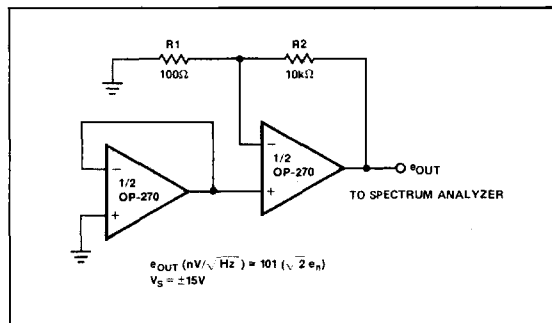 R1
100Ω
R2
10kΩ
−
1/2
OP-270
+
−
1/2
OP-270
+
eOUT
TO SPECTRUM ANALYZER
eOUT (nV/√Hz) ≈ 101 (√2 en)
VS = ±15V